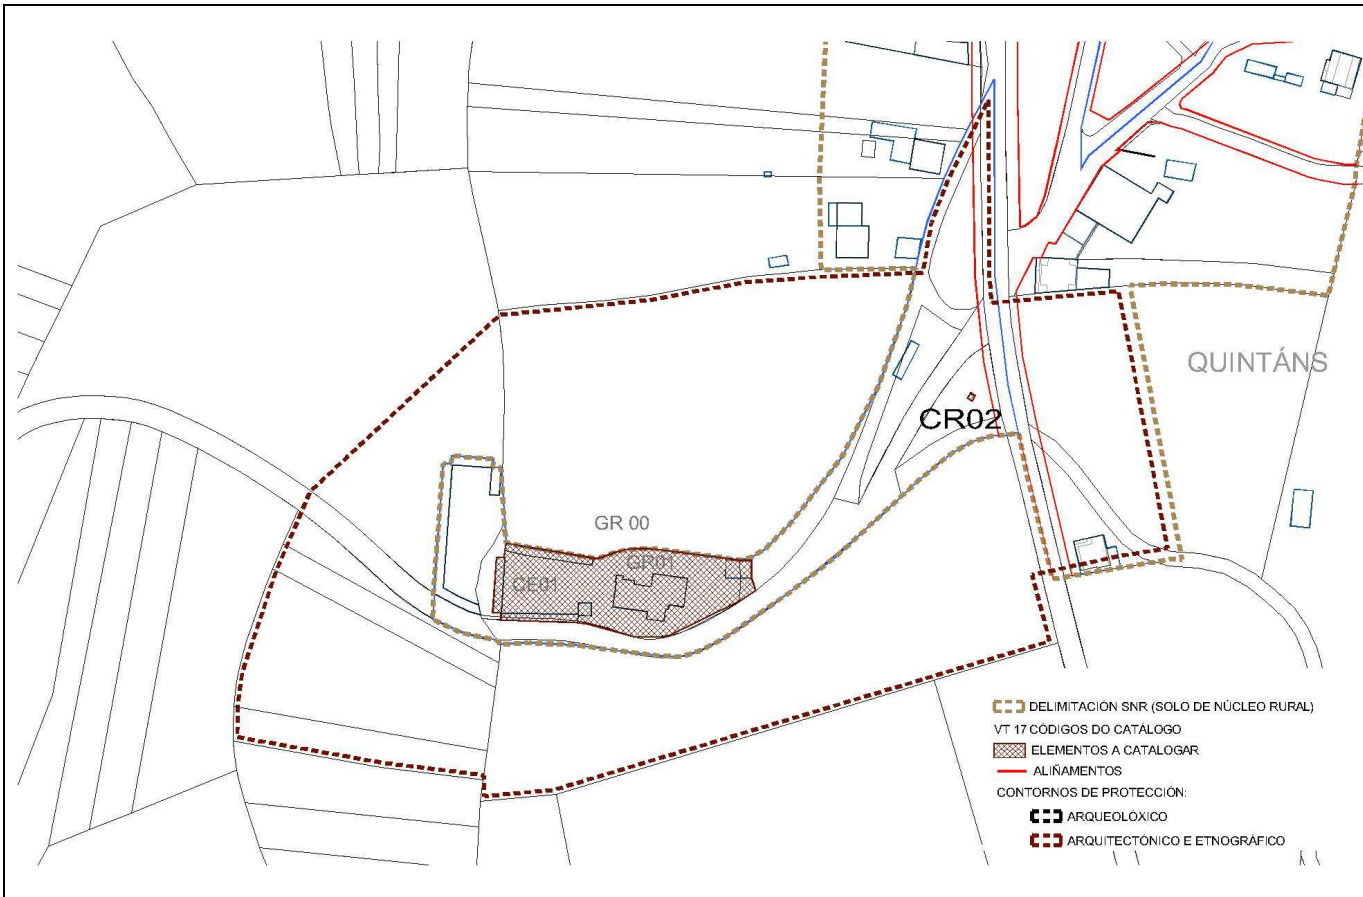 QUINTÁNS
CR02
GR 00
GR01
CE01
DELIMITACIÓN SNR (SOLO DE NÚCLEO RURAL)
VT 17 CÓDIGOS DO CATÁLOGO
ELEMENTOS A CATALOGAR
ALIÑAMENTOS
CONTORNOS DE PROTECCIÓN:
ARQUEOLÓXICO
ARQUITECTÓNICO E ETNOGRÁFICO